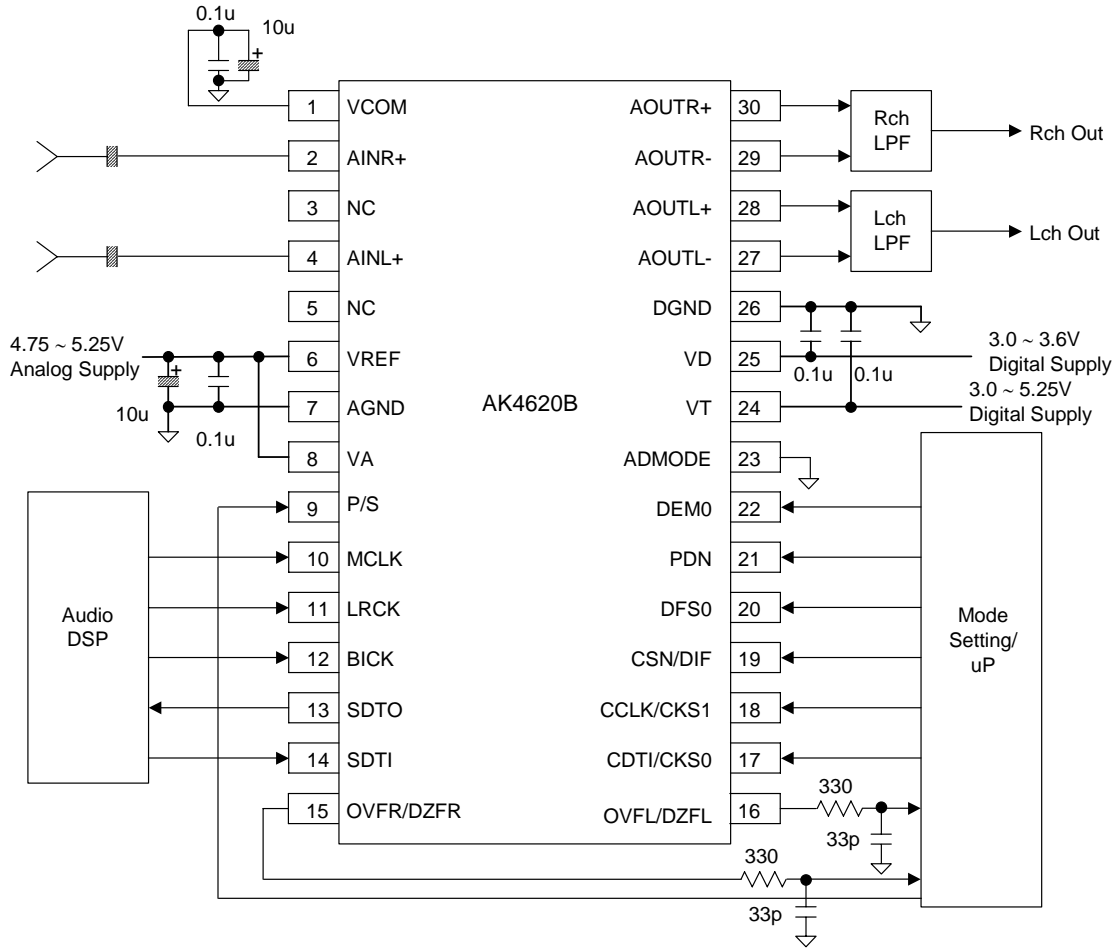 0.1u
10u
+
1 VCOM
AOUTR+ 30
Rch
LPF
Rch Out
2 AINR+
AOUTR- 29
3 NC
AOUTL+ 28
Lch
LPF
Lch Out
4 AINL+
AOUTL- 27
5 NC
DGND 26
4.75 ~ 5.25V
Analog Supply
6 VREF
VD 25
0.1u
0.1u
3.0 ~ 3.6V
Digital Supply
+
10u
0.1u
7 AGND
AK4620B
VT 24
3.0 ~ 5.25V
Digital Supply
8 VA
ADMODE 23
9 P/S
DEM0 22
10 MCLK
PDN 21
Audio
DSP
11 LRCK
DFS0 20
Mode
Setting/
uP
12 BICK
CSN/DIF 19
13 SDTO
CCLK/CKS1 18
14 SDTI
CDTI/CKS0 17
15 OVFR/DZFR
OVFL/DZFL 16
330
33p
330
33p